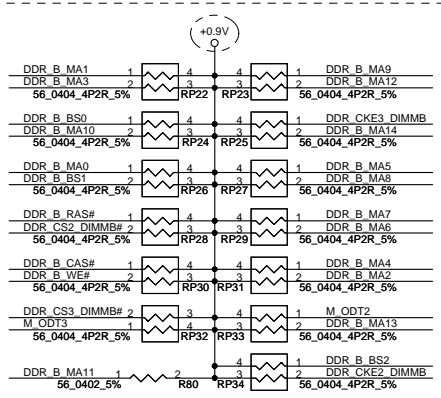 +0.9V
DDR_B_MA1 1 4 4 1 DDR_B_MA9
DDR_B_MA3 2 3 3 2 DDR_B_MA12
56_0404_4P2R_5% RP22 RP23 56_0404_4P2R_5%
DDR_B_BS0 1 4 4 1 DDR_CKE3_DIMMB
DDR_B_MA10 2 3 3 2 DDR_B_MA14
56_0404_4P2R_5% RP24 RP25 56_0404_4P2R_5%
DDR_B_MA0 1 4 4 1 DDR_B_MA5
DDR_B_BS1 2 3 3 2 DDR_B_MA8
56_0404_4P2R_5% RP26 RP27 56_0404_4P2R_5%
DDR_B_RAS# 1 4 4 1 DDR_B_MA7
DDR_CS2_DIMMB# 2 3 3 2 DDR_B_MA6
56_0404_4P2R_5% RP28 RP29 56_0404_4P2R_5%
DDR_B_CAS# 1 4 4 1 DDR_B_MA4
DDR_B_WE# 2 3 3 2 DDR_B_MA2
56_0404_4P2R_5% RP30 RP31 56_0404_4P2R_5%
DDR_CS3_DIMMB# 2 3 4 1 M_ODT2
M_ODT3 1 4 3 2 DDR_B_MA13
56_0404_4P2R_5% RP32 RP33 56_0404_4P2R_5%
4 1 DDR_B_BS2
DDR_B_MA11 1 2 3 2 DDR_CKE2_DIMMB
56_0402_5% R80 RP34 56_0404_4P2R_5%